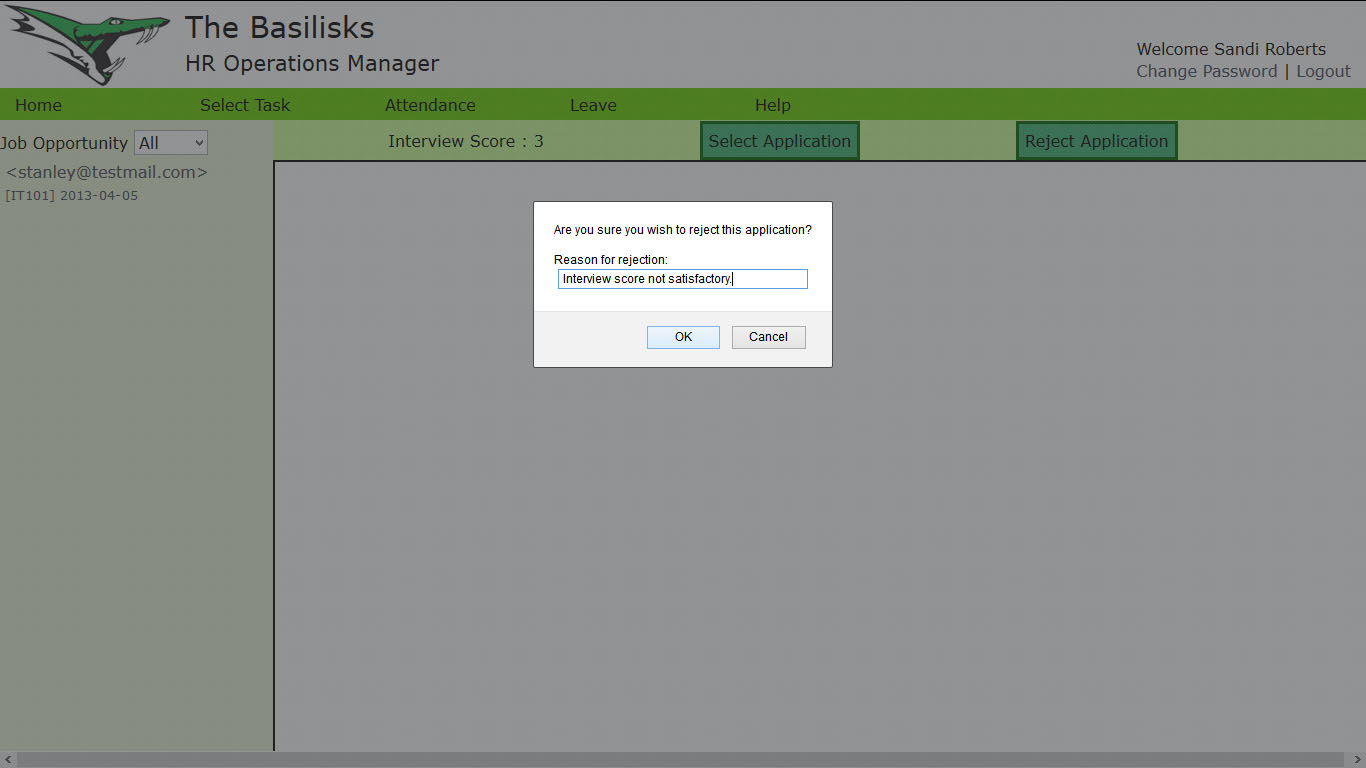 The Basilisks
HR Operations Manager
Welcome Sandi Roberts
Change Password | Logout
Home Select Task Attendance Leave Help
Job Opportunity All
Interview Score : 3 Select Application Reject Application
<stanley@testmail.com>
[IT101] 2013-04-05
Are you sure you wish to reject this application?
Reason for rejection:
Interview score not satisfactory.
OK Cancel